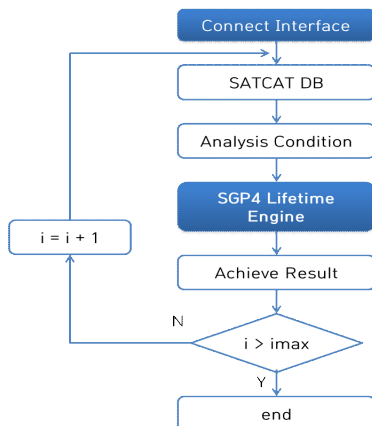 Connect Interface
SATCAT DB
Analysis Condition
SGP4 Lifetime
Engine
i = i + 1
Achieve Result
N
i > imax
Y
end